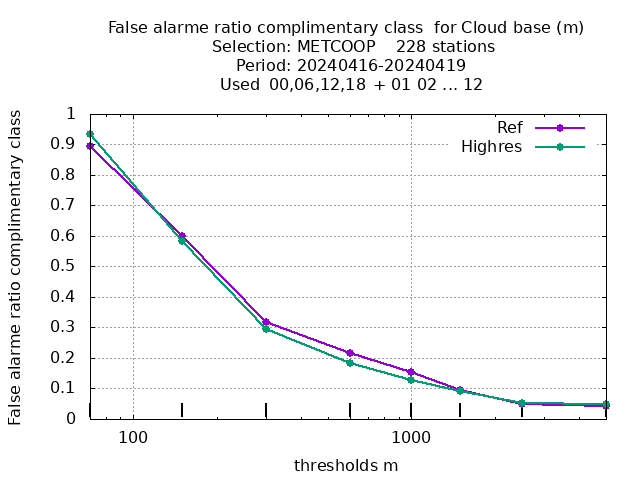 False alarme ratio complimentary class  for Cloud base (m)
Selection: METCOOP    228 stations
Period: 20240416-20240419
Used  00,06,12,18  + 01 02 ... 12
False alarme ratio complimentary class
1
0.9
0.8
0.7
0.6
0.5
0.4
0.3
0.2
0.1
0
Ref
Highres
100
1000
thresholds m